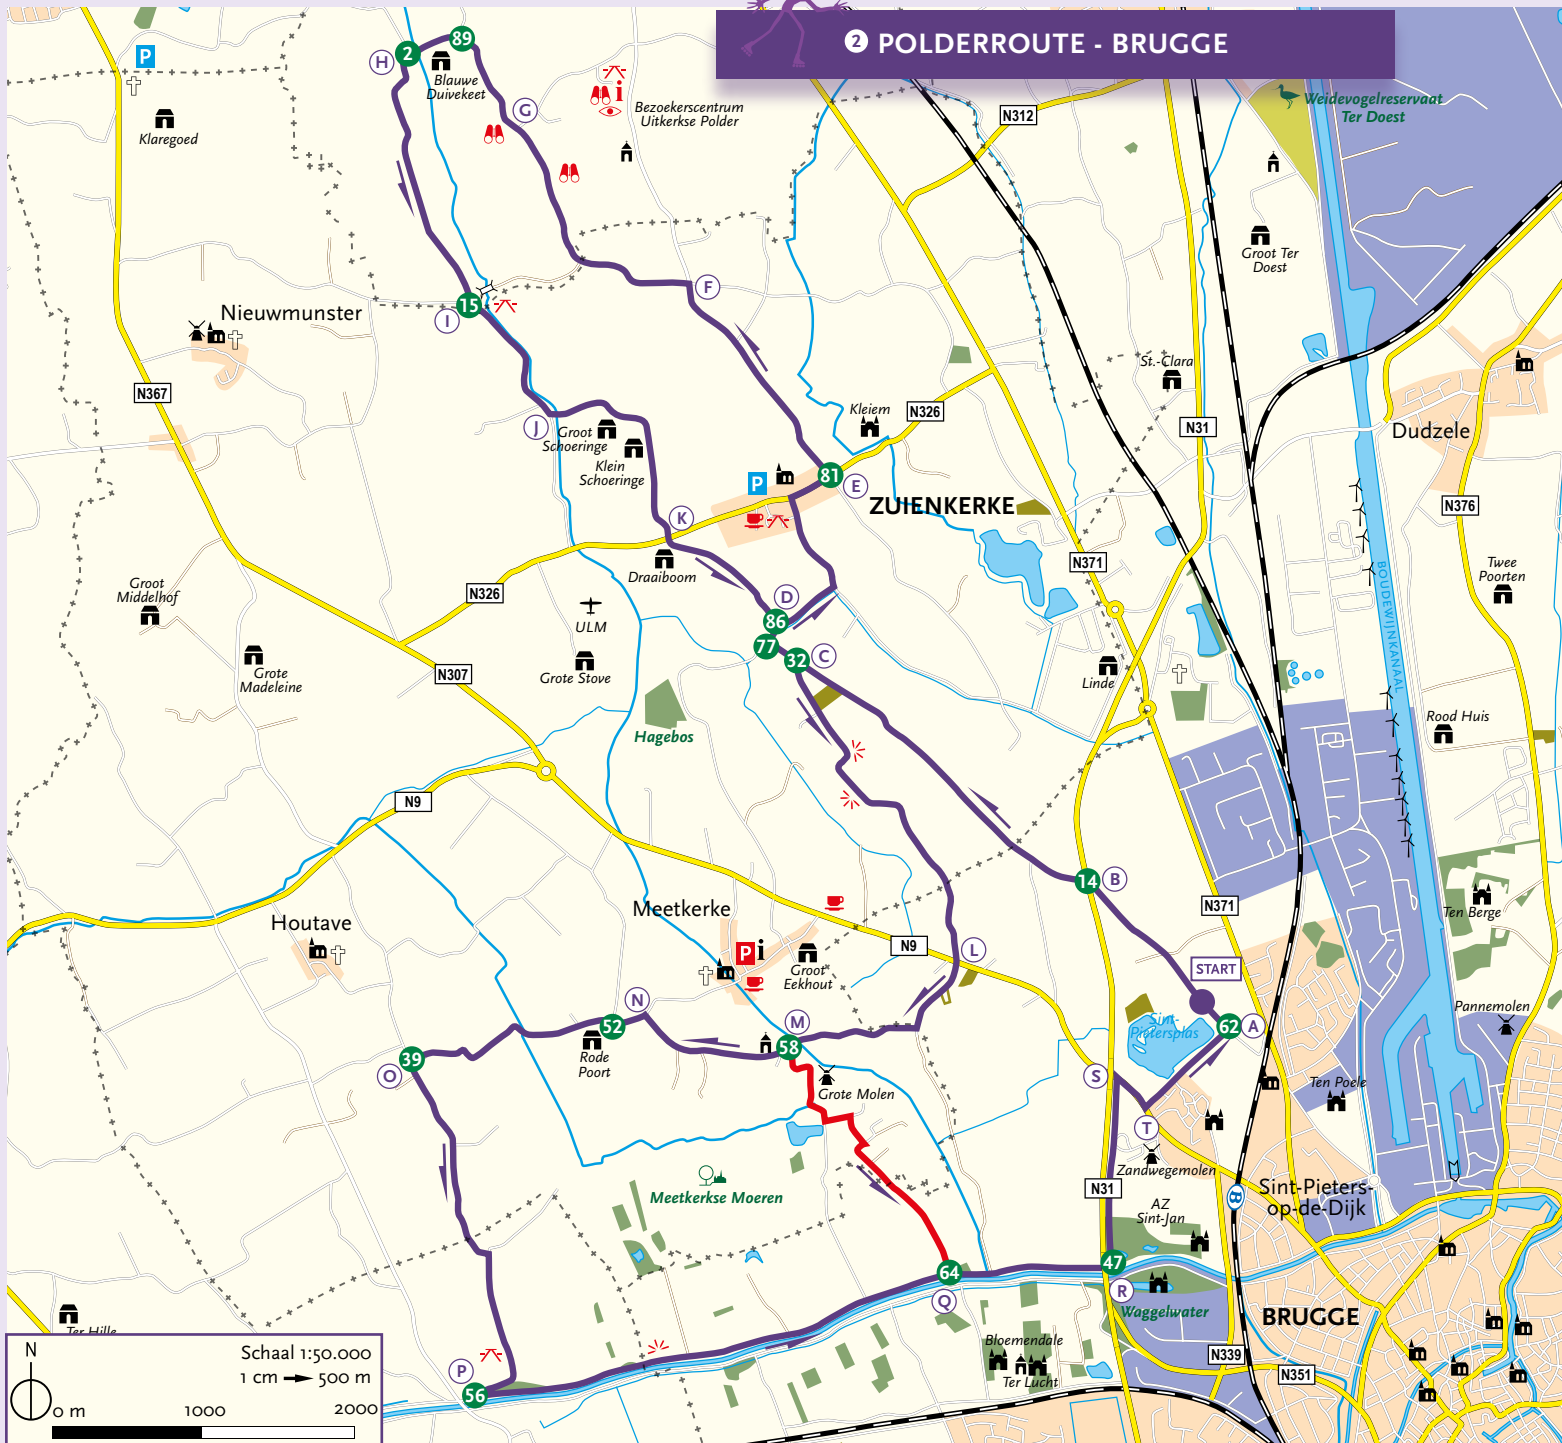 2 POLDERROUTE - BRUGGE
P
Klaregoed
H
2
89
Blauwe
Duivekeet
G
i
Bezoekerscentrum
Uitkerkse Polder
N312
Weidevogelreservaat
Ter Doest
Groot Ter
Doest
Nieuwmunster
15
I
F
N367
J
Groot
Schoeringe
Klein
Schoeringe
Kleiem
N326
St.-Clara
N31
Dudzele
P
81
E
K
ZUIENKERKE
N376
Draaiboom
N371
Twee
Poorten
BOUDEWIJNKANAAL
Groot
Middelhof
N326
ULM
D
86
77
32
C
Grote
Madeleine
N307
Grote Stove
Linde
Hagebos
Rood Huis
N9
14
B
Ten Berge
Houtave
Meetkerke
N371
P i
Groot
Eekhout
N9
L
START
Sint-
Pietersplas
62
A
Pannemolen
N
52
Rode
Poort
M
58
39
O
Grote Molen
S
Ten Poele
T
Zandwegemolen
Meetkerkse Moeren
N31
AZ
Sint-Jan
B
Sint-Pieters-
op-de-Dijk
47
64
Q
R
Waggelwater
BRUGGE
Ter Hille
Bloemendale
Ter Lucht
N339
N351
P
56
N
Schaal 1:50.000
1 cm 500 m
0 m 1000 2000